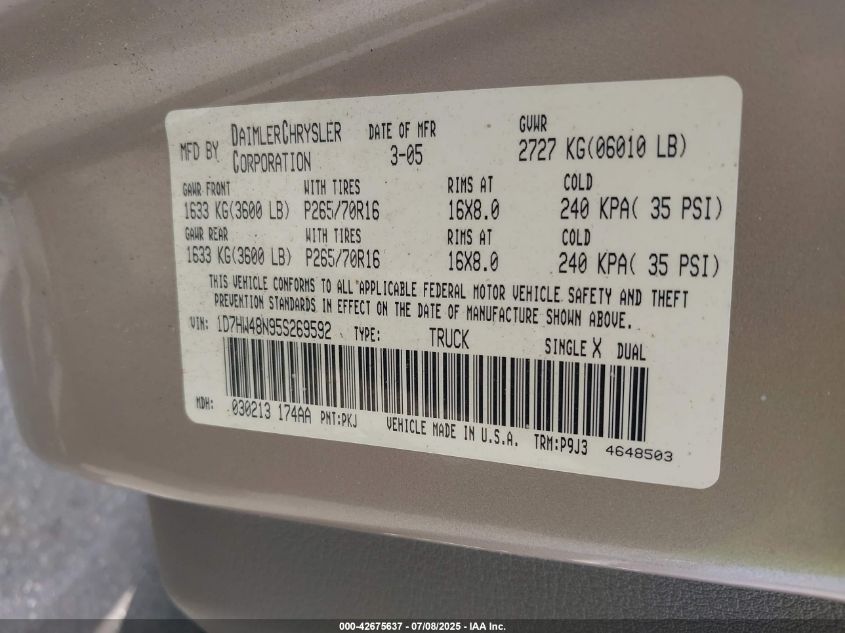 MFD BY DAIMLERCHRYSLER CORPORATION DATE OF MFR 3-05 GVWR 2727 KG(06010 LB)
GAWR FRONT WITH TIRES RIMS AT COLD
1633 KG(3600 LB) P265/70R16 16X8.0 240 KPA( 35 PSI)
GAWR REAR WITH TIRES RIMS AT COLD
1633 KG(3600 LB) P265/70R16 16X8.0 240 KPA( 35 PSI)
THIS VEHICLE CONFORMS TO ALL APPLICABLE FEDERAL MOTOR VEHICLE SAFETY AND THEFT
PREVENTION STANDARDS IN EFFECT ON THE DATE OF MANUFACTURE SHOWN ABOVE.
VIN: 1D7HW48N95S269592 TYPE: TRUCK SINGLE X DUAL
MDH: 030213 174AA PNT:PKJ VEHICLE MADE IN U.S.A. TRM:P9J3 4648503
000-42675637 - 07/08/2025 - IAA Inc.